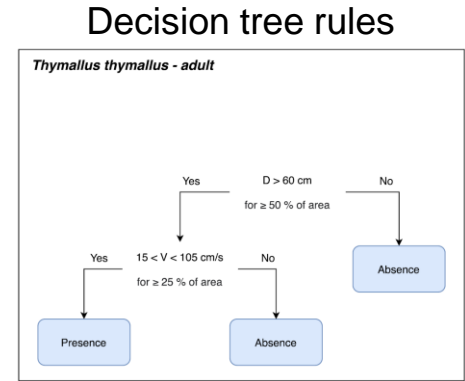 Decision tree rules
Thymallus thymallus - adult
Yes
D > 60 cm
No
for ≥ 50 % of area
Yes
15 < V < 105 cm/s
No
for ≥ 25 % of area
Absence
Presence
Absence